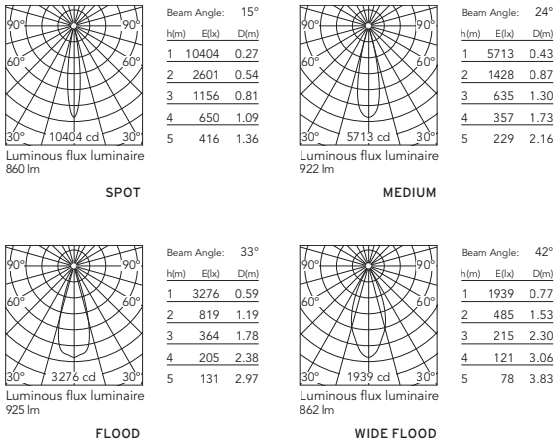 90° 90°
60° 60°
30° 10404 cd 30°
Luminous flux luminaire
860 lm
SPOT
Beam Angle: 15°
h(m) E(lx) D(m)
1 10404 0.27
2 2601 0.54
3 1156 0.81
4 650 1.09
5 416 1.36
90° 90°
60° 60°
30° 5713 cd 30°
Luminous flux luminaire
922 lm
MEDIUM
Beam Angle: 24°
h(m) E(lx) D(m)
1 5713 0.43
2 1428 0.87
3 635 1.30
4 357 1.73
5 229 2.16
90° 90°
60° 60°
30° 3276 cd 30°
Luminous flux luminaire
925 lm
FLOOD
Beam Angle: 33°
h(m) E(lx) D(m)
1 3276 0.59
2 819 1.19
3 364 1.78
4 205 2.38
5 131 2.97
90° 90°
60° 60°
30° 1939 cd 30°
Luminous flux luminaire
862 lm
WIDE FLOOD
Beam Angle: 42°
h(m) E(lx) D(m)
1 1939 0.77
2 485 1.53
3 215 2.30
4 121 3.06
5 78 3.83